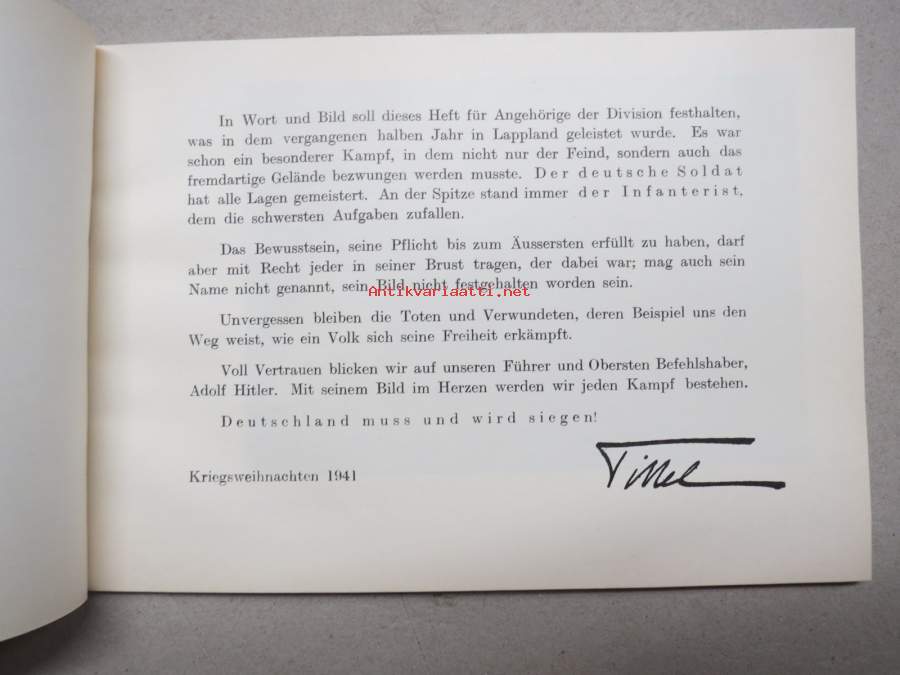 In Wort und Bild soll dieses Heft für Angehörige der Division festhalten,
was in dem vergangenen halben Jahr in Lappland geleistet wurde. Es war
schon ein besonderer Kampf, in dem nicht nur der Feind, sondern auch das
fremdartige Gelände bezwungen werden musste. Der deutsche Soldat
hat alle Lagen gemeistert. An der Spitze stand immer der Infanterist,
dem die schwersten Aufgaben zufallen.
Das Bewusstsein, seine Pflicht bis zum Äussersten erfüllt zu haben, darf
aber mit Recht jeder in seiner Brust tragen, der dabei war; mag auch sein
Name nicht genannt, sein Bild nicht festgehalten worden sein.
Antikvariaatti.net
Unvergessen bleiben die Toten und Verwundeten, deren Beispiel uns den
Weg weist, wie ein Volk sich seine Freiheit erkämpft.
Voll Vertrauen blicken wir auf unseren Führer und Obersten Befehlshaber,
Adolf Hitler. Mit seinem Bild im Herzen werden wir jeden Kampf bestehen.
Deutschland muss und wird siegen!
Kriegsweihnachten 1941